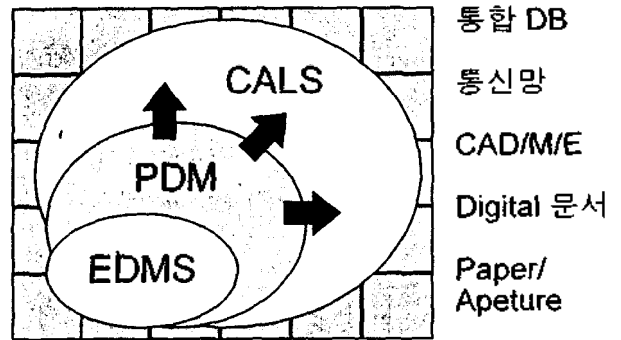 CALS
PDM
EDMS
통합 DB
통신망
CAD/M/E
Digital 문서
Paper/
Apeture